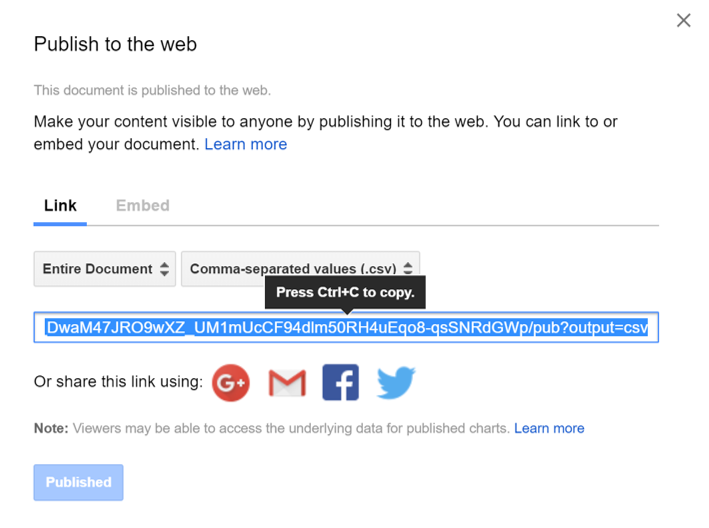 Publish to the web
This document is published to the web.
Make your content visible to anyone by publishing it to the web. You can link to or
embed your document. Learn more
Link Embed
Entire Document Comma-separated values (.csv)
Press Ctrl+C to copy.
DwaM47JRO9wXZ_UM1mUcCF94dlm50RH4uEqo8-qsSNRdGWp/pub?output=csv
Or share this link using: G+ M f
Note: Viewers may be able to access the underlying data for published charts. Learn more
Published